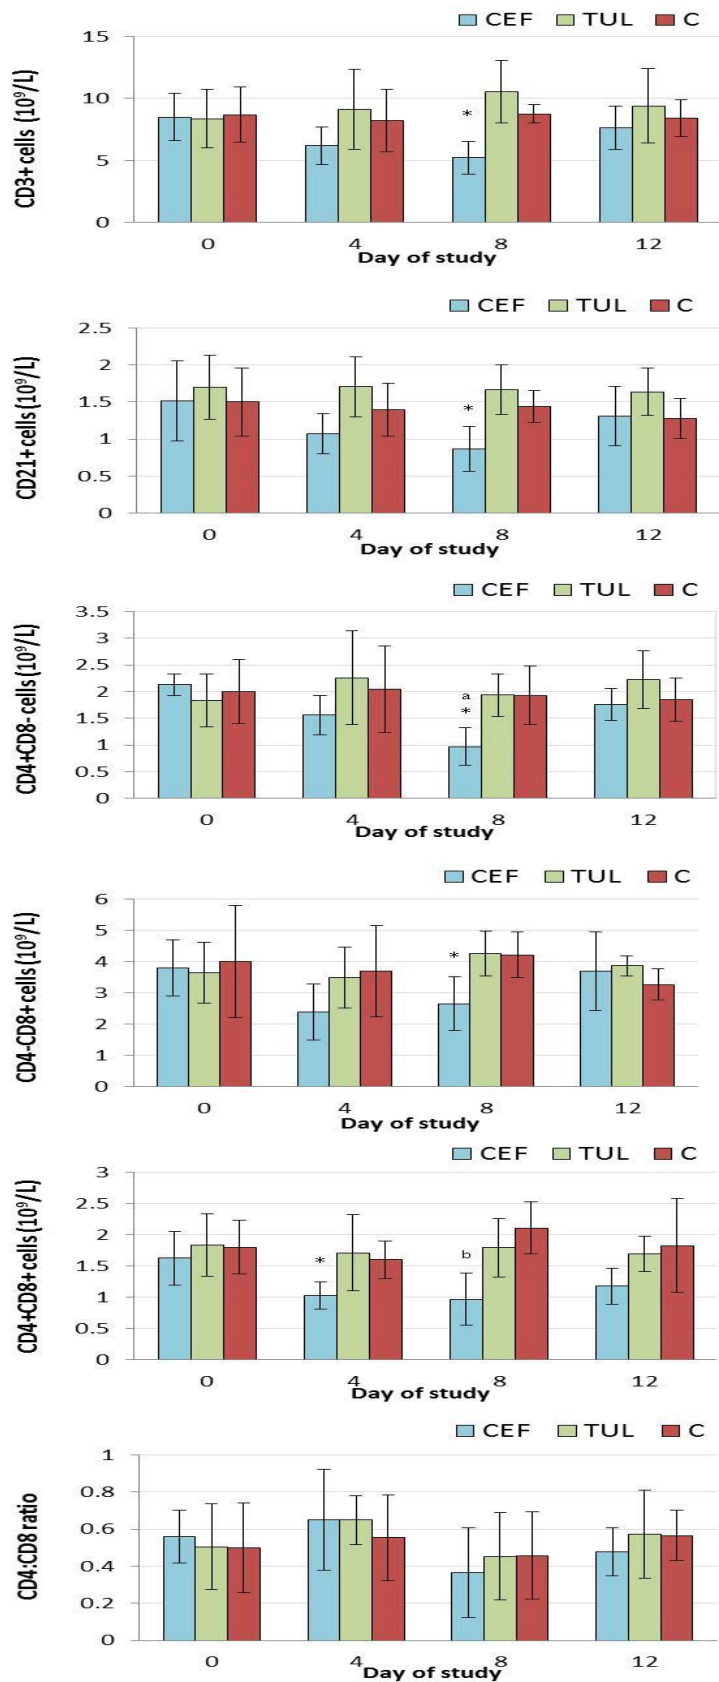 CEF TUL C
15
10
5
0
CD3+ cells (10⁹/L)
*
0 4 8 12
Day of study
CEF TUL C
2.5
2
1.5
1
0.5
0
CD21+ cells (10⁹/L)
*
0 4 8 12
Day of study
CEF TUL C
3.5
3
2.5
2
1.5
1
0.5
0
CD4+CD8- cells (10⁹/L)
a
*
0 4 8 12
Day of study
CEF TUL C
6
5
4
3
2
1
0
CD4-CD8+ cells (10⁹/L)
*
0 4 8 12
Day of study
CEF TUL C
3
2.5
2
1.5
1
0.5
0
CD4+CD8+ cells (10⁹/L)
* b
0 4 8 12
Day of study
CEF TUL C
1
0.8
0.6
0.4
0.2
0
CD4:CD8 ratio
0 4 8 12
Day of study